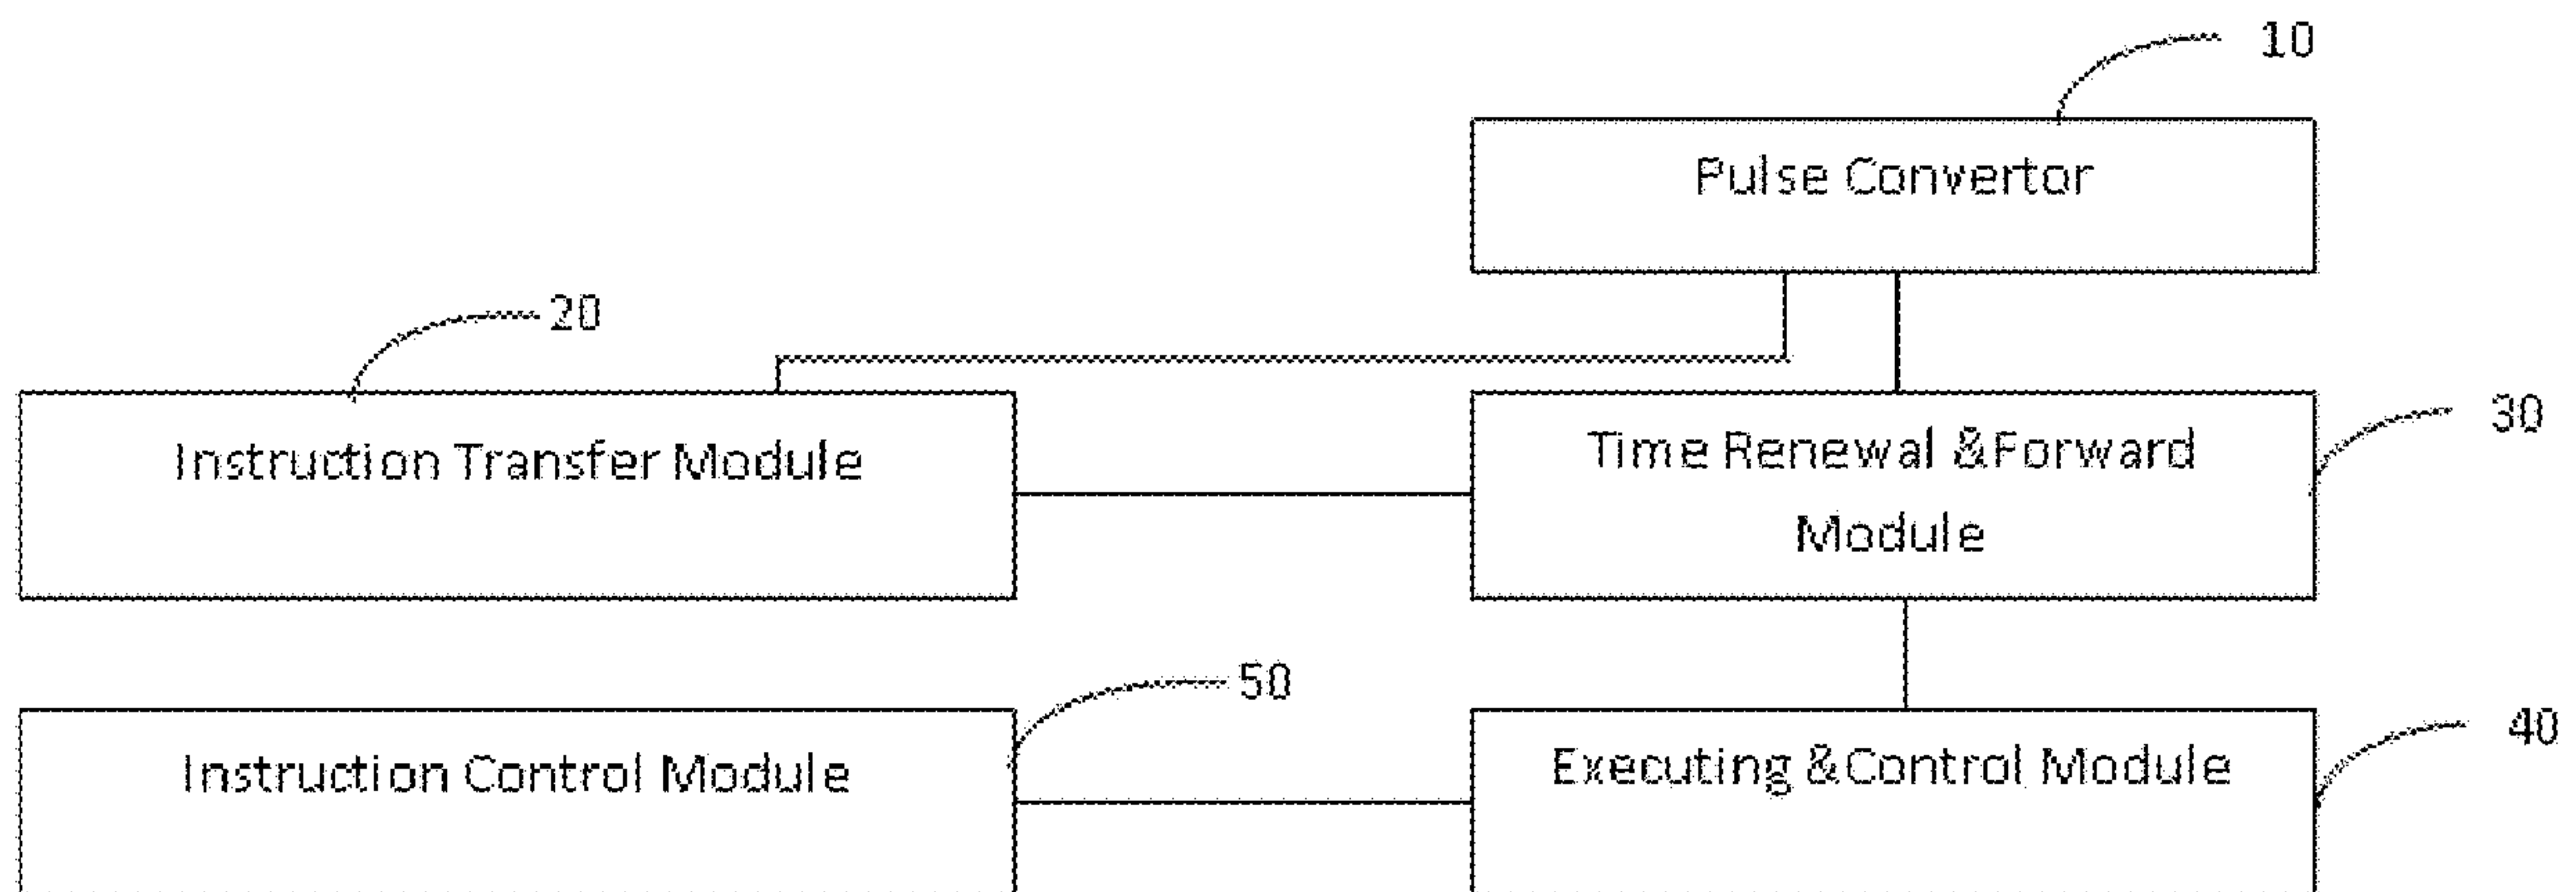 10
Pulse Convertor
20
Instruction Transfer Module
Time Renewal &Forward
Module
30
50
Instruction Control Module
Executing &Control Module
40